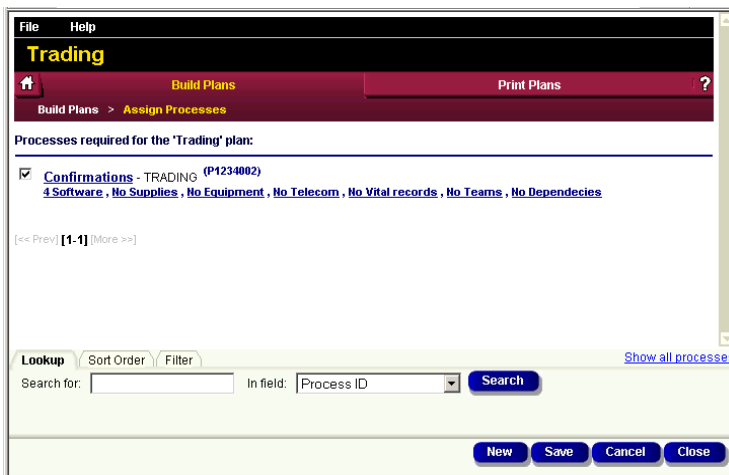 File Help
Trading
Build Plans Print Plans ?
Build Plans > Assign Processes
Processes required for the 'Trading' plan:
Confirmations - TRADING (P1234002)
4 Software , No Supplies , No Equipment , No Telecom , No Vital records , No Teams , No Dependecies
[<< Prev] [1-1] [More >>]
Lookup Sort Order Filter Show all processe
Search for: In field: Process ID Search
New Save Cancel Close